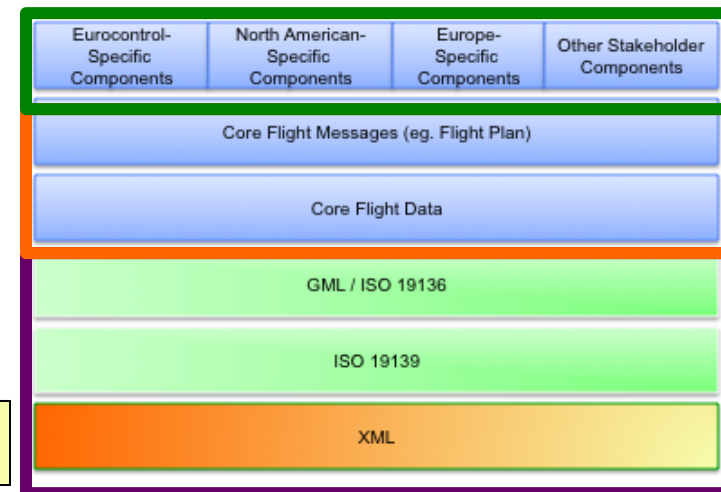 Eurocontrol-
Specific
Components
North American-
Specific
Components
Europe-
Specific
Components
Other Stakeholder
Components
Core Flight Messages (eg. Flight Plan)
Core Flight Data
GML / ISO 19136
ISO 19139
XML